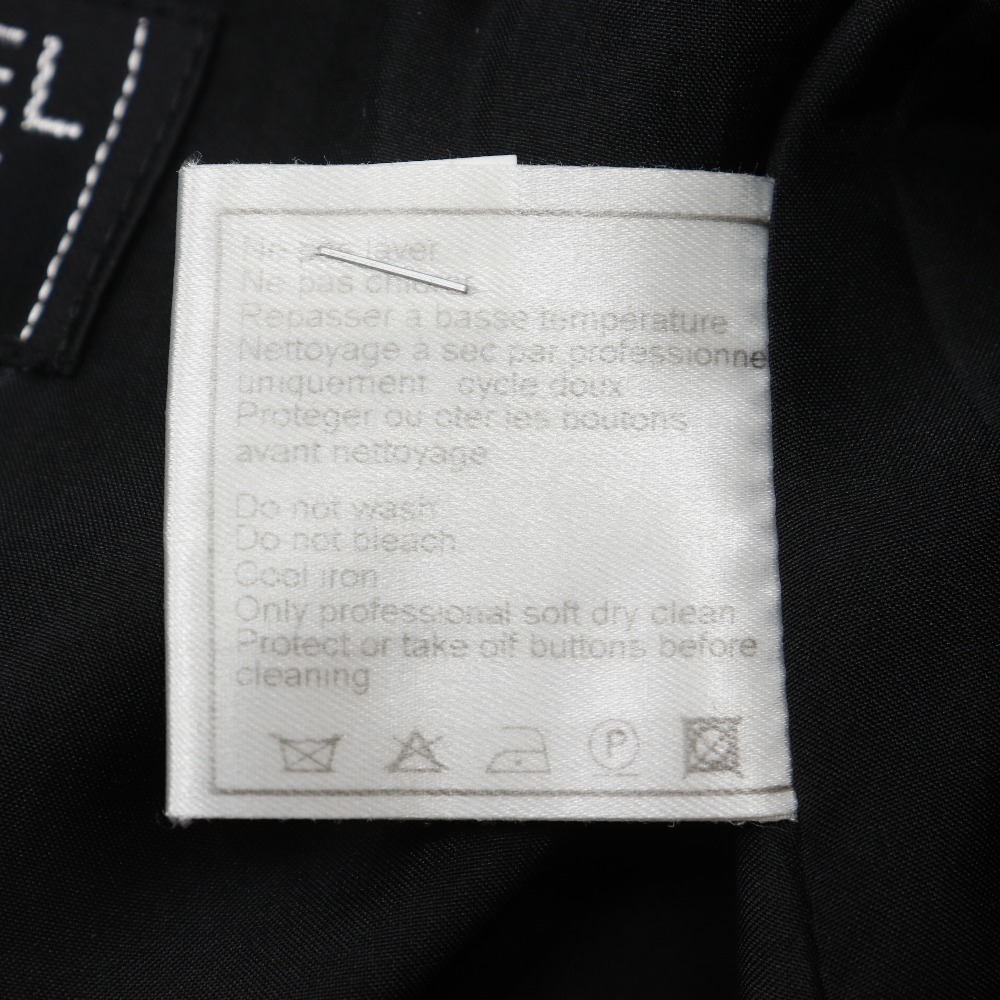 EL
Ne pas laver
Ne pas chlorer
Repasser a basse temperature
Nettoyage a sec par professionne
uniquement cycle doux
Proteger ou oter les boutons
avant nettoyage
Do not wash
Do not bleach
Cool iron
Only professional soft dry clean
Protect or take off buttons before
cleaning
P